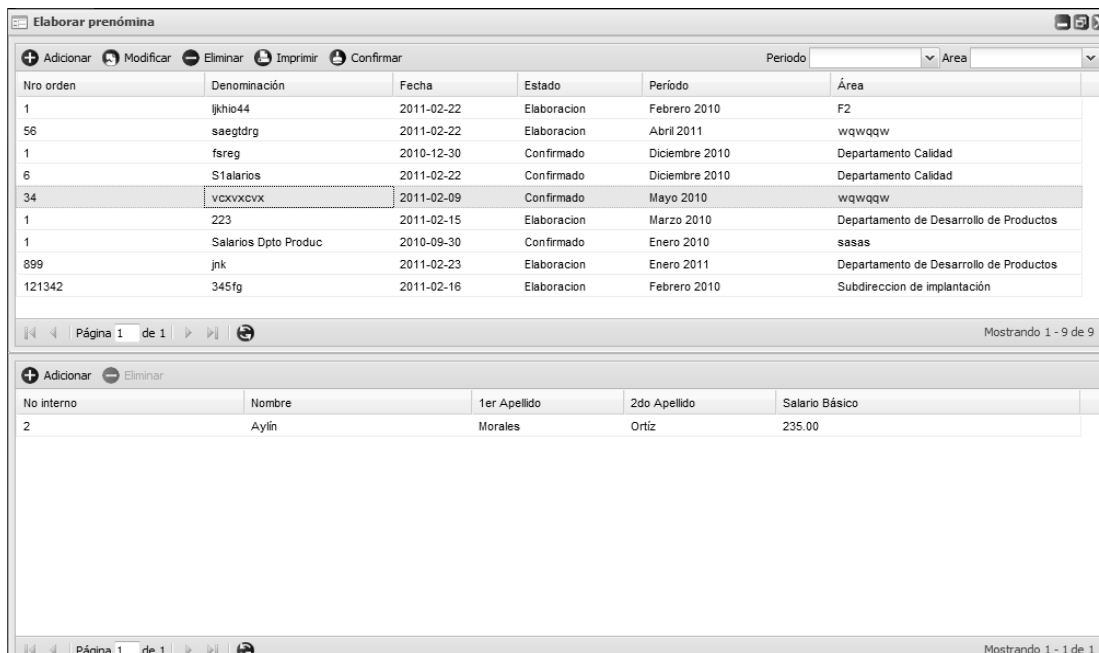 Elaborar prenómina
Adicionar Modificar Eliminar Imprimir Confirmar Periodo Area
Nro orden Denominación Fecha Estado Período Área
1 ljkhio44 2011-02-22 Elaboracion Febrero 2010 F2
56 saegtdrg 2011-02-22 Elaboracion Abril 2011 wqwqqw
1 fsreg 2010-12-30 Confirmado Diciembre 2010 Departamento Calidad
6 S1alarios 2011-02-22 Confirmado Diciembre 2010 Departamento Calidad
34 vcxvxcvx 2011-02-09 Confirmado Mayo 2010 wqwqqw
1 223 2011-02-15 Elaboracion Marzo 2010 Departamento de Desarrollo de Productos
1 Salarios Dpto Produc 2010-09-30 Confirmado Enero 2010 sasas
899 jnk 2011-02-23 Elaboracion Enero 2011 Departamento de Desarrollo de Productos
121342 345fg 2011-02-16 Elaboracion Febrero 2010 Subdireccion de implantación
Página 1 de 1 Mostrando 1 - 9 de 9
Adicionar Eliminar
No interno Nombre 1er Apellido 2do Apellido Salario Básico
2 Aylín Morales Ortíz 235.00
Página 1 de 1 Mostrando 1 - 1 de 1